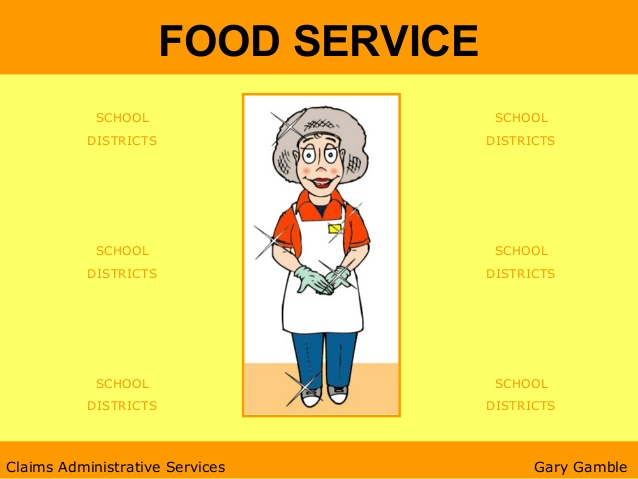 FOOD SERVICE
SCHOOL
DISTRICTS
SCHOOL
DISTRICTS
SCHOOL
DISTRICTS
SCHOOL
DISTRICTS
SCHOOL
DISTRICTS
SCHOOL
DISTRICTS
Claims Administrative Services
Gary Gamble